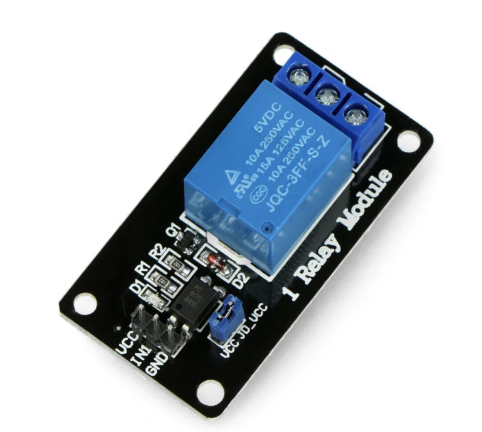 5VDC
10A 250VAC
15A 125VAC
10A 250VAC
CQC
JQC-3FF-S-Z
1 Relay Module
Q1
R2
R1
D1
D2
VCC
IN1
GND
VCC JD_VCC